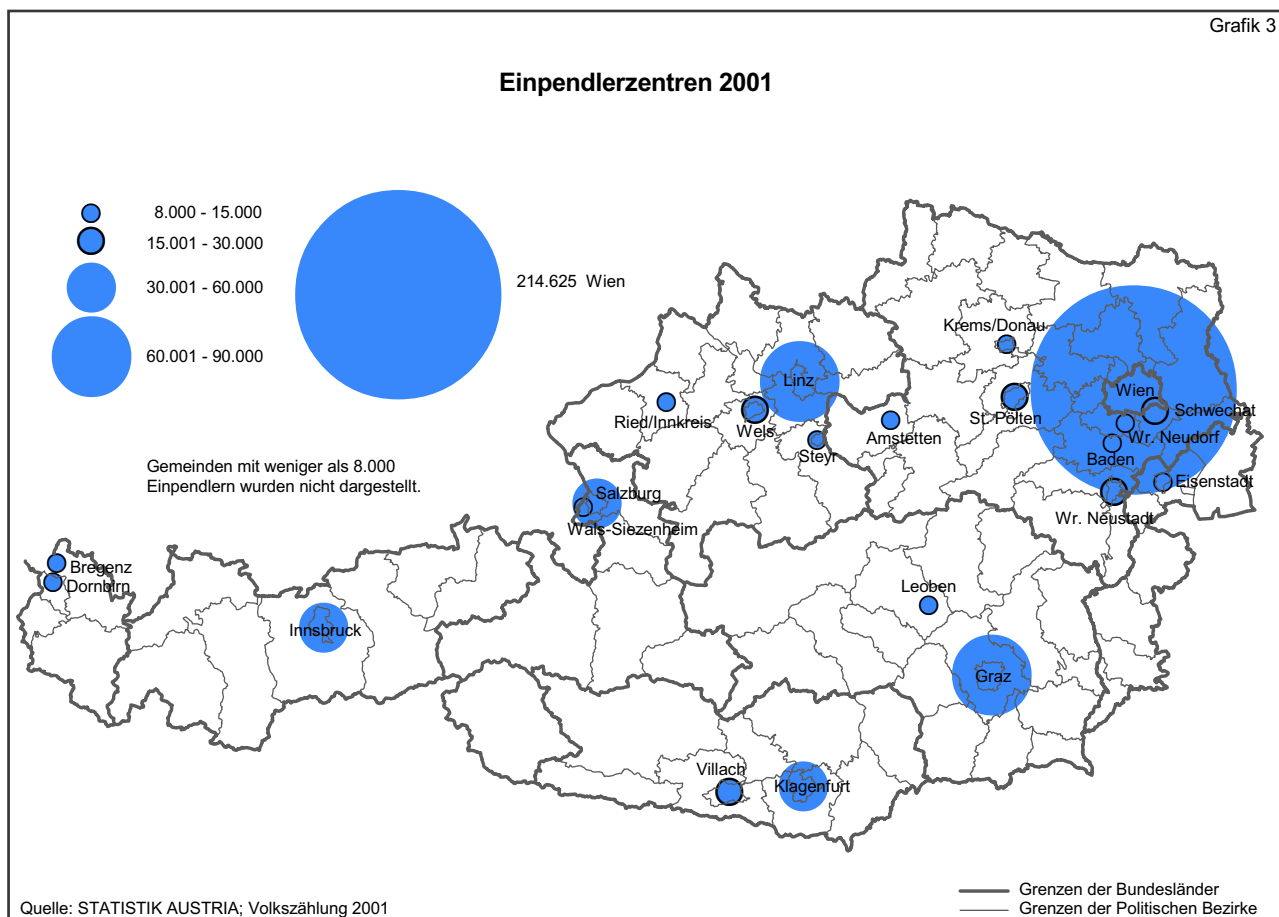 Grafik 3
Einpendlerzentren 2001
8.000 - 15.000
15.001 - 30.000
30.001 - 60.000
60.001 - 90.000
214.625 Wien
Gemeinden mit weniger als 8.000
Einpendlern wurden nicht dargestellt.
Krems/Donau
Linz
Wien
Ried/Innkreis
Wels
St. Pölten
Schwechat
Steyr
Amstetten
Wr. Neudorf
Baden
Eisenstadt
Salzburg
Wals-Siezenheim
Wr. Neustadt
Bregenz
Dornbirn
Leoben
Innsbruck
Graz
Villach
Klagenfurt
Quelle: STATISTIK AUSTRIA; Volkszählung 2001
Grenzen der Bundesländer
Grenzen der Politischen Bezirke